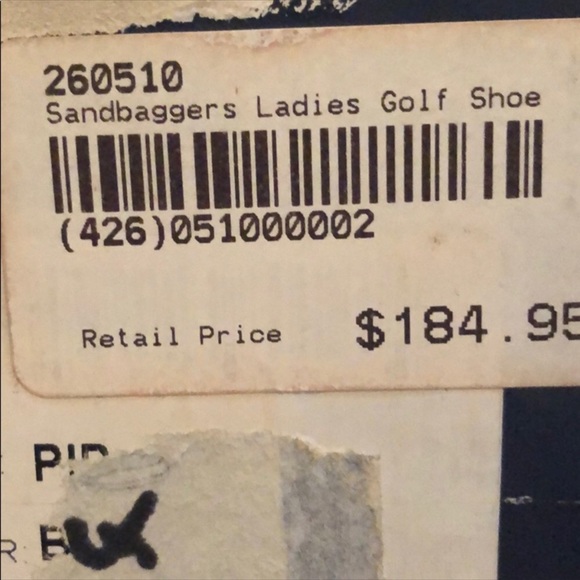 260510
Sandbaggers Ladies Golf Shoe
(426)051000002
Retail Price $184.95